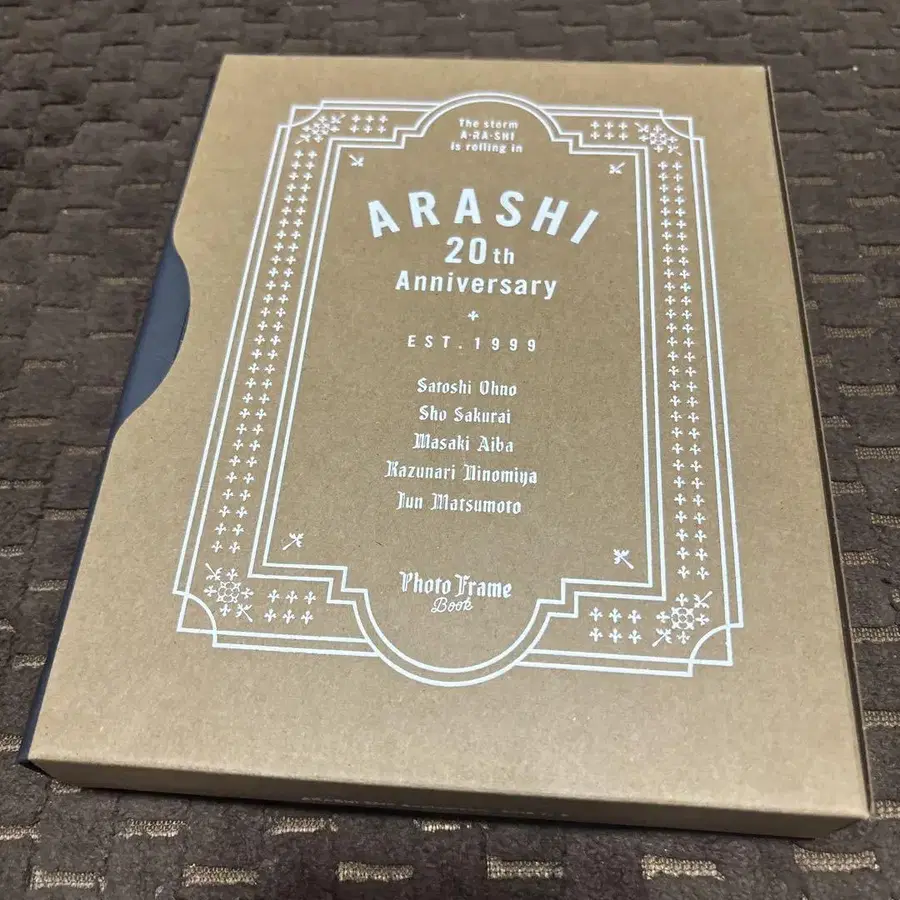 The storm
A·RA·SHI
is rolling in
ARASHI
20th
Anniversary
EST.1999
Satoshi Ohno
Sho Sakurai
Masaki Aiba
Kazunari Ninomiya
Jun Matsumoto
Photo Frame
Book